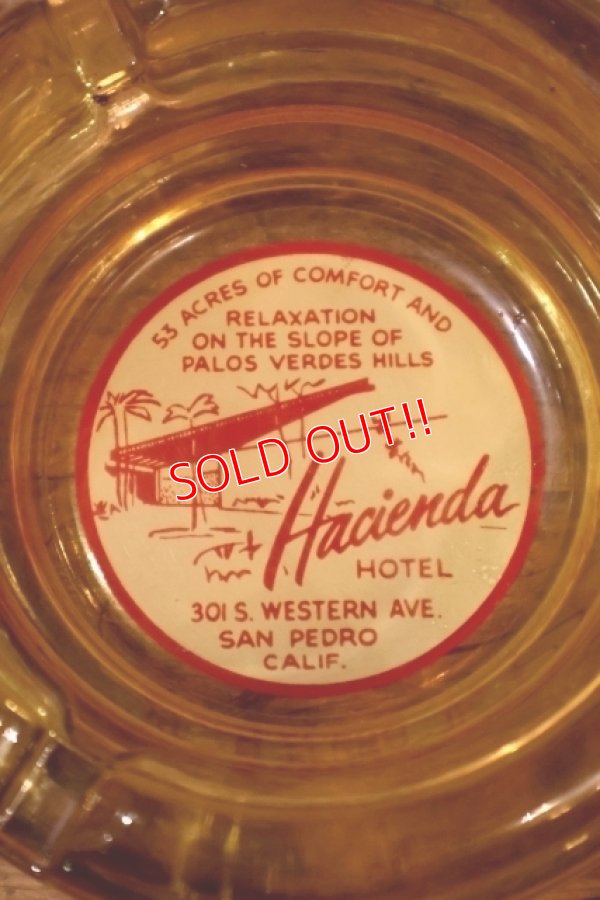 53 ACRES OF COMFORT AND
RELAXATION
ON THE SLOPE OF
PALOS VERDES HILLS
SOLD OUT!!
Hacienda
HOTEL
301 S. WESTERN AVE.
SAN PEDRO
CALIF.